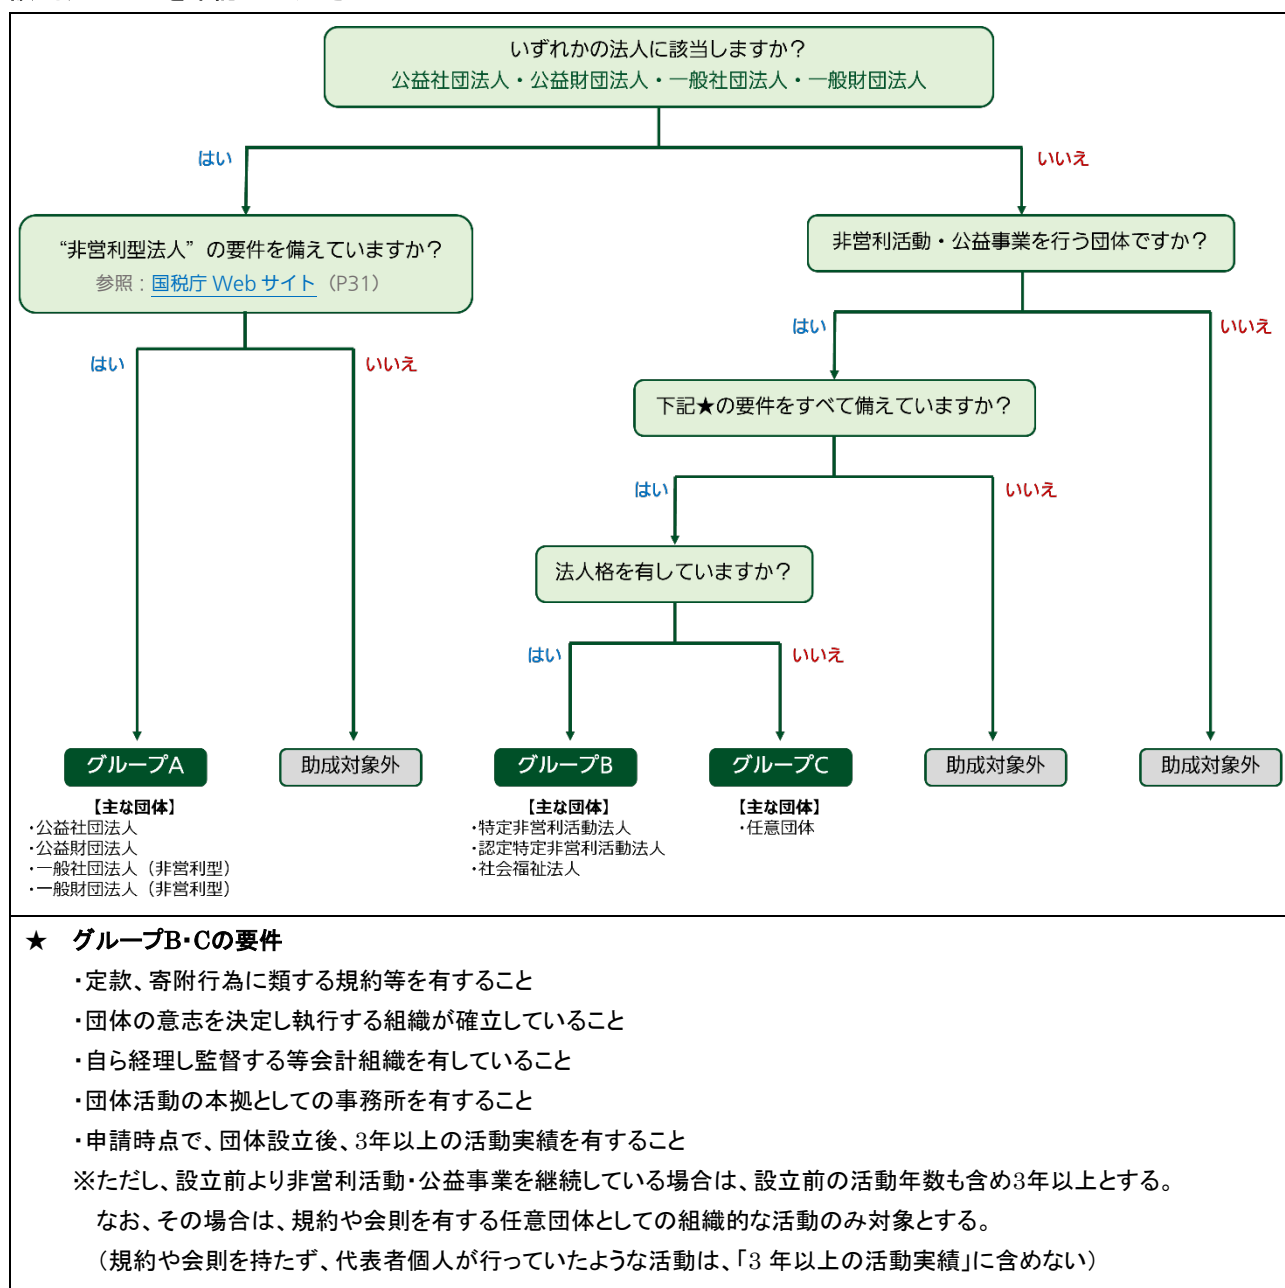 いずれかの法人に該当しますか？
公益社団法人・公益財団法人・一般社団法人・一般財団法人
はい
いいえ
“非営利型法人”の要件を備えていますか？
参照：国税庁 Web サイト（P31）
非営利活動・公益事業を行う団体ですか？
はい
いいえ
はい
いいえ
下記★の要件をすべて備えていますか？
はい
いいえ
法人格を有していますか？
はい
いいえ
グループA
助成対象外
グループB
グループC
助成対象外
助成対象外
【主な団体】
・公益社団法人
・公益財団法人
・一般社団法人（非営利型）
・一般財団法人（非営利型）
【主な団体】
・特定非営利活動法人
・認定特定非営利活動法人
・社会福祉法人
【主な団体】
・任意団体
★　グループB・Cの要件
・定款、寄附行為に類する規約等を有すること
・団体の意志を決定し執行する組織が確立していること
・自ら経理し監督する等会計組織を有していること
・団体活動の本拠としての事務所を有すること
・申請時点で、団体設立後、3年以上の活動実績を有すること
※ただし、設立前より非営利活動・公益事業を継続している場合は、設立前の活動年数も含め3年以上とする。
なお、その場合は、規約や会則を有する任意団体としての組織的な活動のみ対象とする。
（規約や会則を持たず、代表者個人が行っていたような活動は、「3 年以上の活動実績」に含めない）